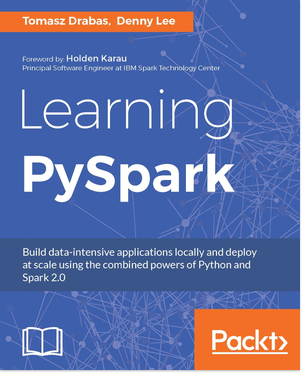 Tomasz Drabas, Denny Lee
Foreword by: Holden Karau
Principal Software Engineer at IBM Spark Technology Center
Learning
PySpark
Build data-intensive applications locally and deploy
at scale using the combined powers of Python and
Spark 2.0
Packt>